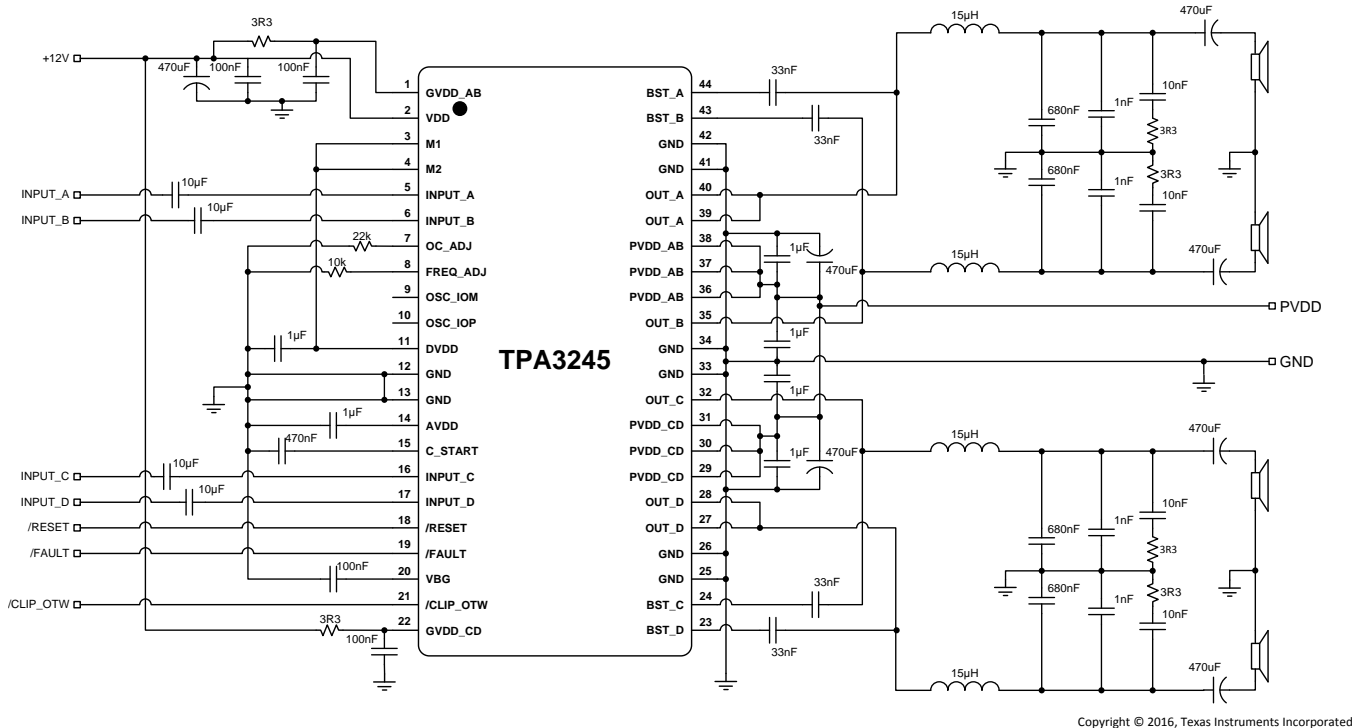 3R3
+12V
470uF
100nF
100nF
1
GVDD_AB
2
VDD
3
M1
4
M2
INPUT_A
10µF
5
INPUT_A
INPUT_B
10µF
6
INPUT_B
22k
7
OC_ADJ
10k
8
FREQ_ADJ
9
OSC_IOM
10
OSC_IOP
1µF
11
DVDD
12
GND
13
GND
1µF
14
AVDD
470nF
15
C_START
INPUT_C
10µF
16
INPUT_C
INPUT_D
10µF
17
INPUT_D
/RESET
18
/RESET
/FAULT
19
/FAULT
100nF
20
VBG
/CLIP_OTW
21
/CLIP_OTW
3R3
100nF
22
GVDD_CD
TPA3245
BST_A
44
33nF
BST_B
43
33nF
GND
42
GND
41
OUT_A
40
OUT_A
39
PVDD_AB
38
PVDD_AB
37
PVDD_AB
36
OUT_B
35
GND
34
GND
33
OUT_C
32
PVDD_CD
31
PVDD_CD
30
PVDD_CD
29
OUT_D
28
OUT_D
27
GND
26
GND
25
BST_C
24
33nF
BST_D
23
33nF
1µF
470uF
1µF
1µF
1µF
470uF
15µH
470uF
680nF
1nF
10nF
3R3
680nF
1nF
3R3
10nF
15µH
470uF
PVDD
GND
15µH
470uF
680nF
1nF
10nF
3R3
680nF
1nF
3R3
10nF
15µH
470uF
Copyright © 2016, Texas Instruments Incorporated